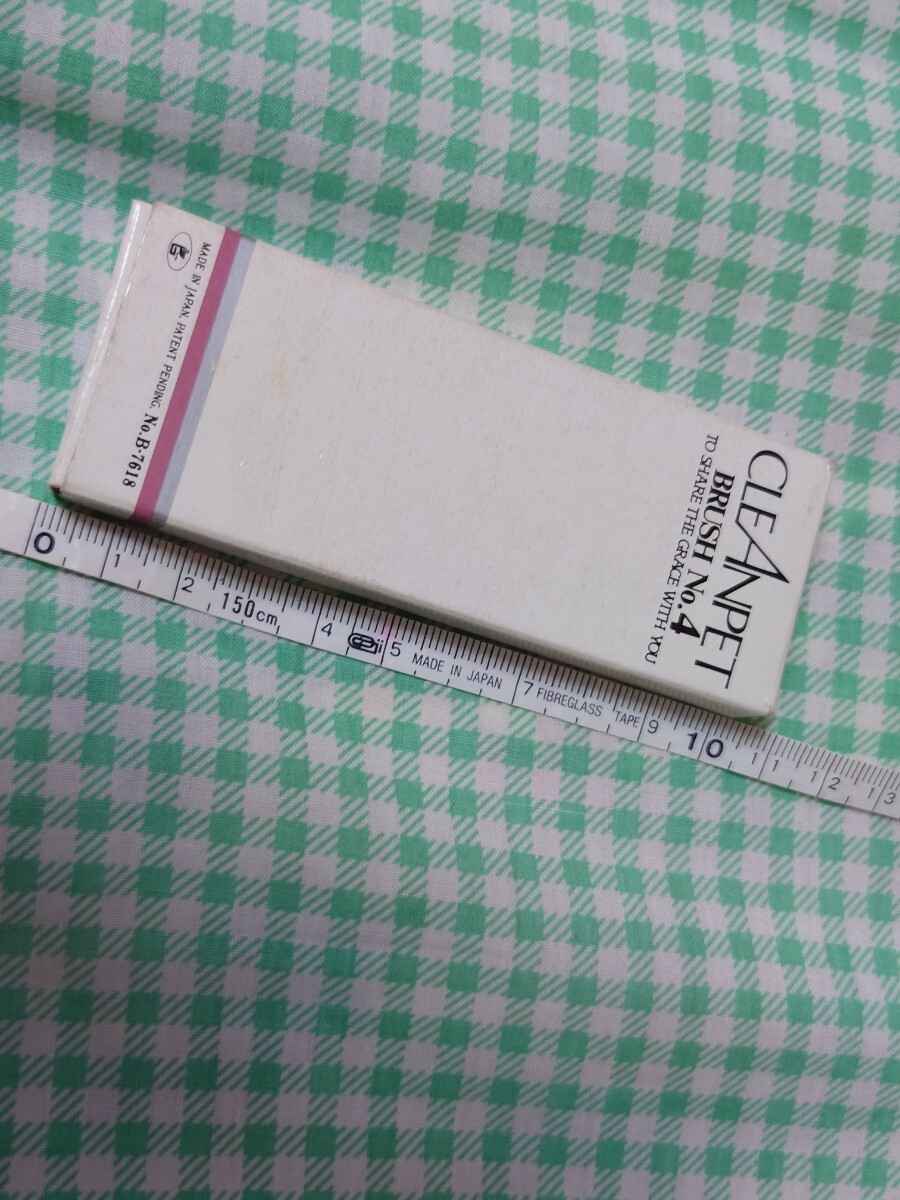 CLEANPET
BRUSH No.4
TO SHARE THE GRACE WITH YOU
MADE IN JAPAN, PATENT PENDING. No.B-7618
0 1 2 150cm 4 5 MADE IN JAPAN 7 FIBREGLASS TAPE 9 10 11 12 13